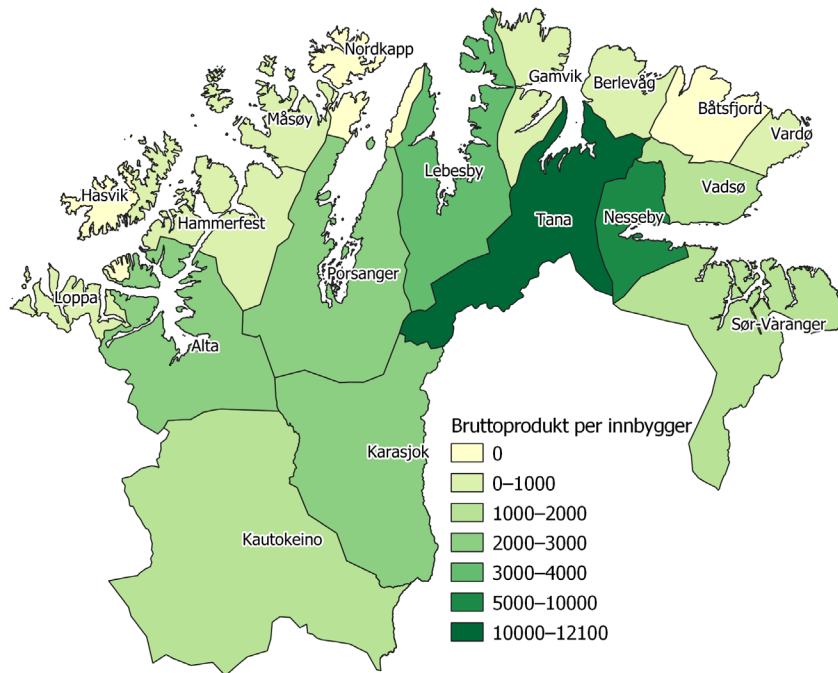 Nordkapp
Gamvik
Berlevåg
Båtsfjord
Måsøy
Vardø
Lebesby
Vadsø
Hasvik
Hammerfest
Tana
Nesseby
Porsanger
Loppa
Sør-Varanger
Alta
Bruttoprodukt per innbygger
0
Karasjok
0–1000
1000–2000
Kautokeino
2000–3000
3000–4000
5000–10000
10000–12100